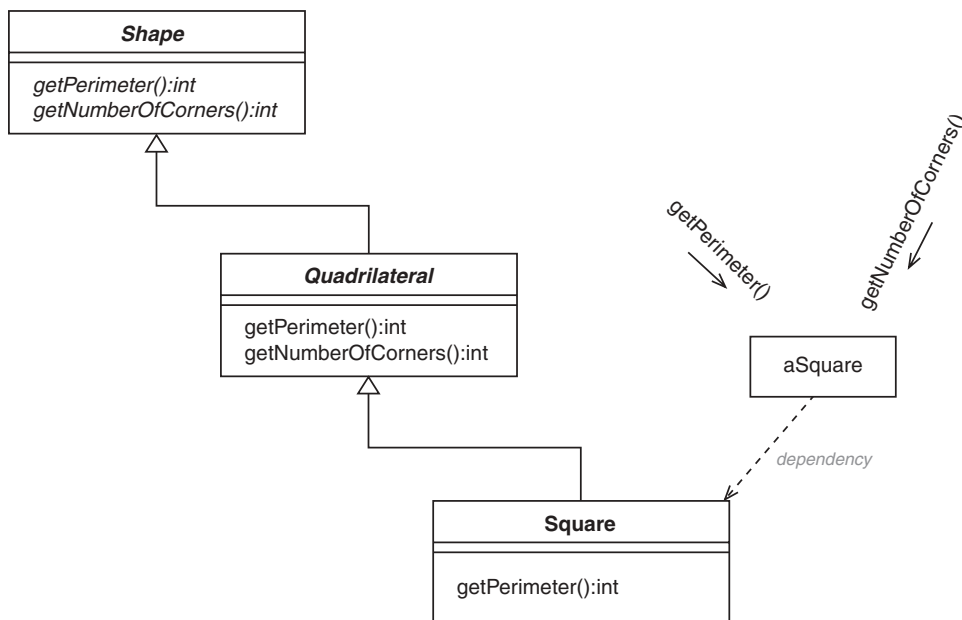 Shape
getPerimeter():int
getNumberOfCorners():int
getPerimeter()
getNumberOfCorners()
Quadrilateral
getPerimeter():int
getNumberOfCorners():int
aSquare
dependency
Square
getPerimeter():int